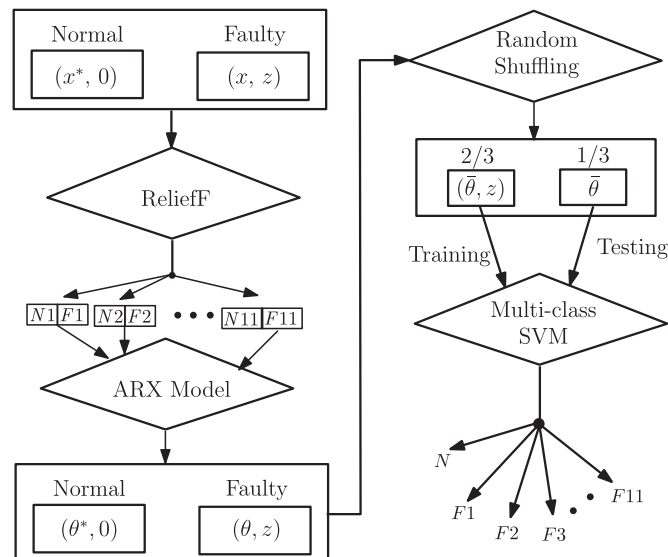 Normal
Faulty
(x*, 0)
(x, z)
ReliefF
N1 F1
N2 F2
N11 F11
ARX Model
Normal
Faulty
(θ*, 0)
(θ, z)
Random
Shuffling
2/3
1/3
(θ̄, z)
θ̄
Training
Testing
Multi-class
SVM
N
F1
F2
F3
F11